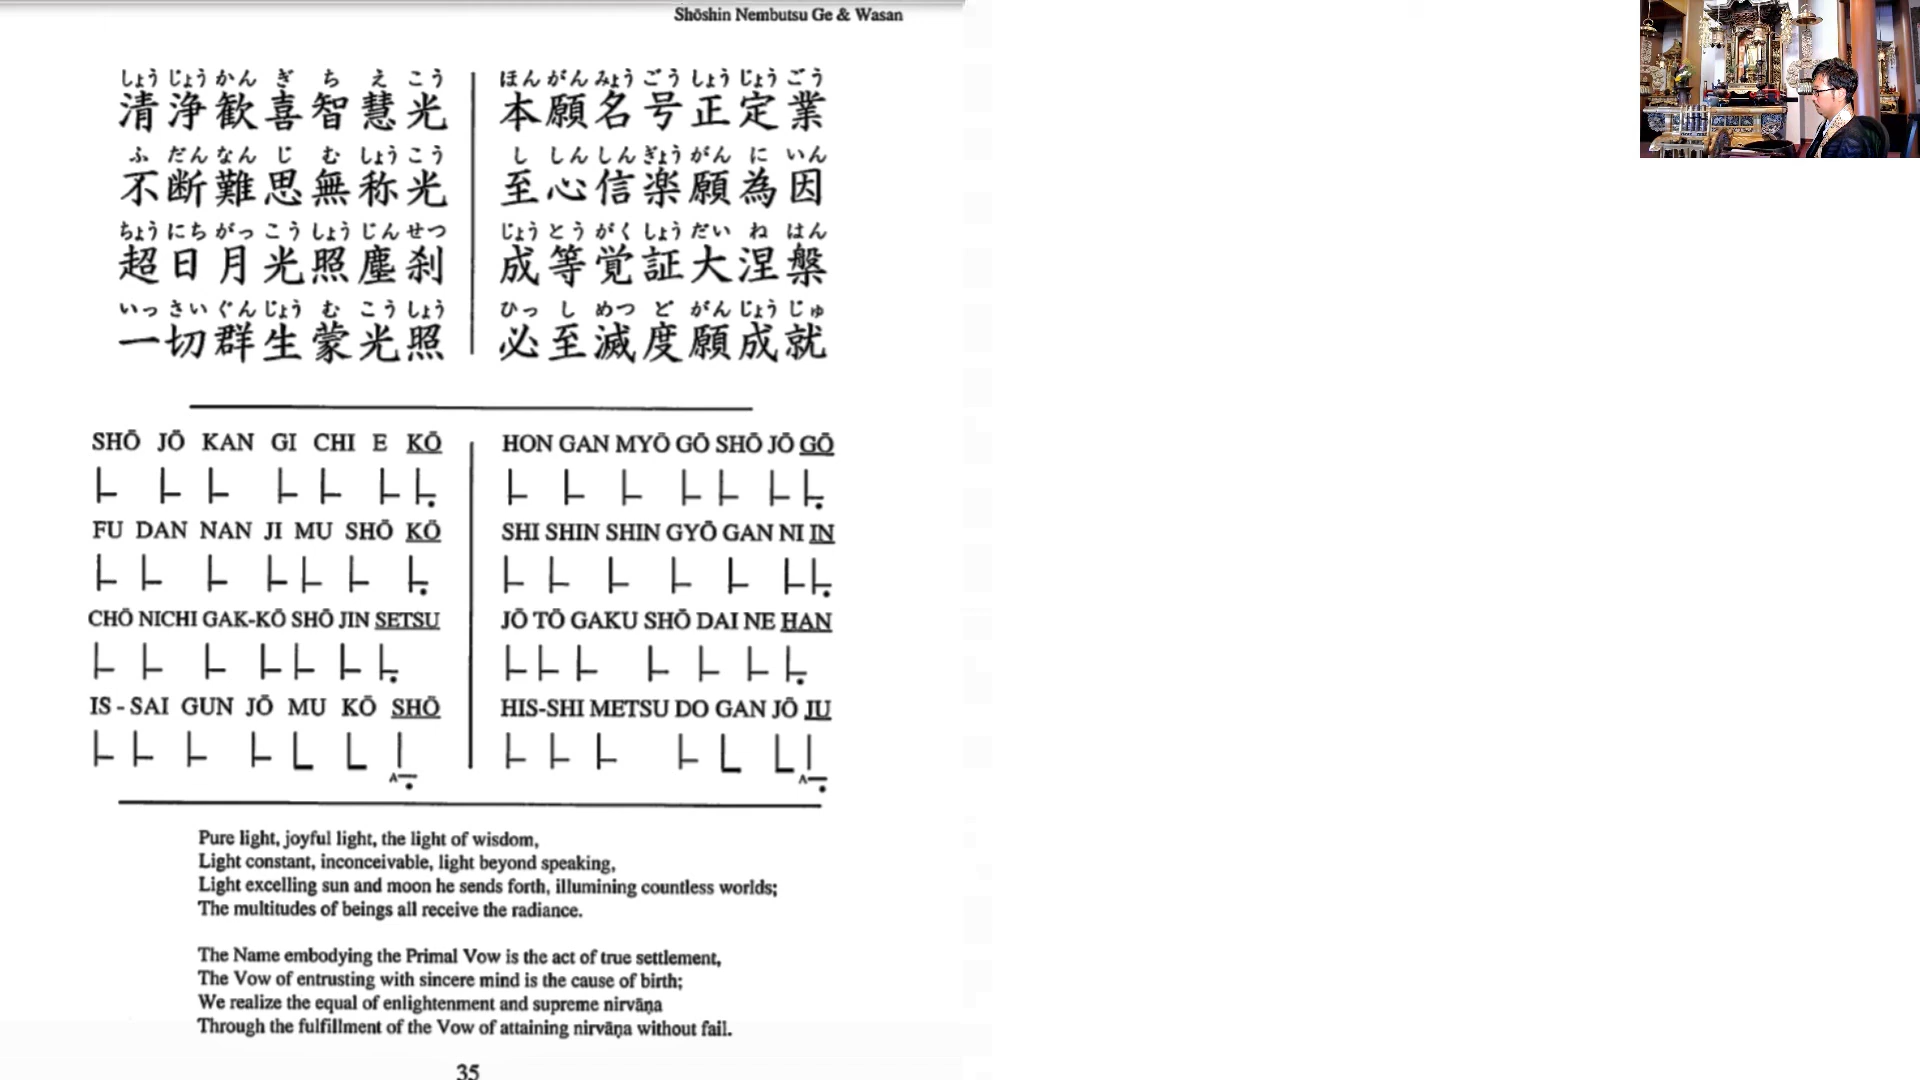 Shōshin Nembutsu Ge & Wasan
しょう じょう かん ぎ ち え こう
清浄歓喜智慧光
ふ だん なん じ む しょう こう
不断難思無称光
ちょう にち がっ こう しょう じん せつ
超日月光照塵刹
いっ さい ぐん じょう む こう しょう
一切群生蒙光照
ほん がん みょう ごう しょう じょう ごう
本願名号正定業
し しん しん ぎょう がん に いん
至心信楽願為因
じょう とう がく しょう だい ね はん
成等覚証大涅槃
ひっ し めつ ど がん じょう じゅ
必至滅度願成就
SHŌ JŌ KAN GI CHI E KŌ
FU DAN NAN JI MU SHŌ KŌ
CHŌ NICHI GAK-KŌ SHŌ JIN SETSU
IS - SAI GUN JŌ MU KŌ SHŌ
A
HON GAN MYŌ GŌ SHŌ JŌ GŌ
SHI SHIN SHIN GYŌ GAN NI IN
JŌ TŌ GAKU SHŌ DAI NE HAN
HIS-SHI METSU DO GAN JŌ JU
A
Pure light, joyful light, the light of wisdom,
Light constant, inconceivable, light beyond speaking,
Light excelling sun and moon he sends forth, illumining countless worlds;
The multitudes of beings all receive the radiance.
The Name embodying the Primal Vow is the act of true settlement,
The Vow of entrusting with sincere mind is the cause of birth;
We realize the equal of enlightenment and supreme nirvāṇa
Through the fulfillment of the Vow of attaining nirvāṇa without fail.
35